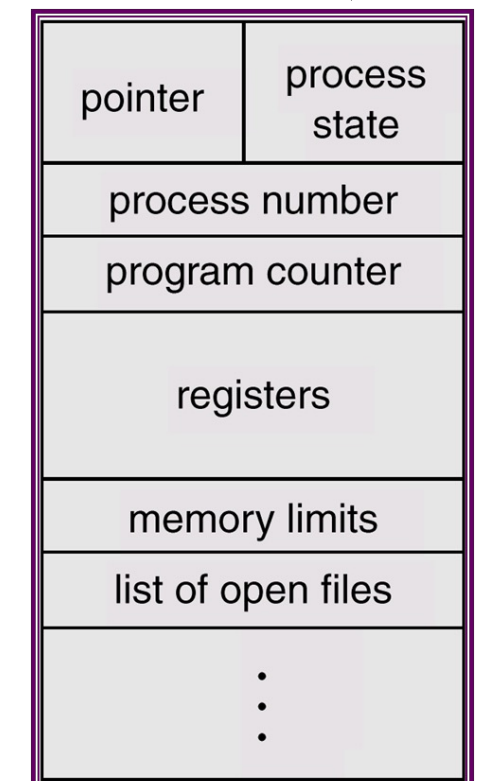 pointer
process
state
process number
program counter
registers
memory limits
list of open files